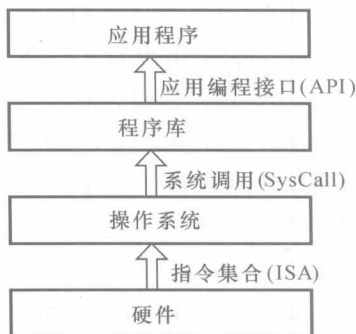 应用程序
应用编程接口(API)
程序库
系统调用(SysCall)
操作系统
指令集合(ISA)
硬件